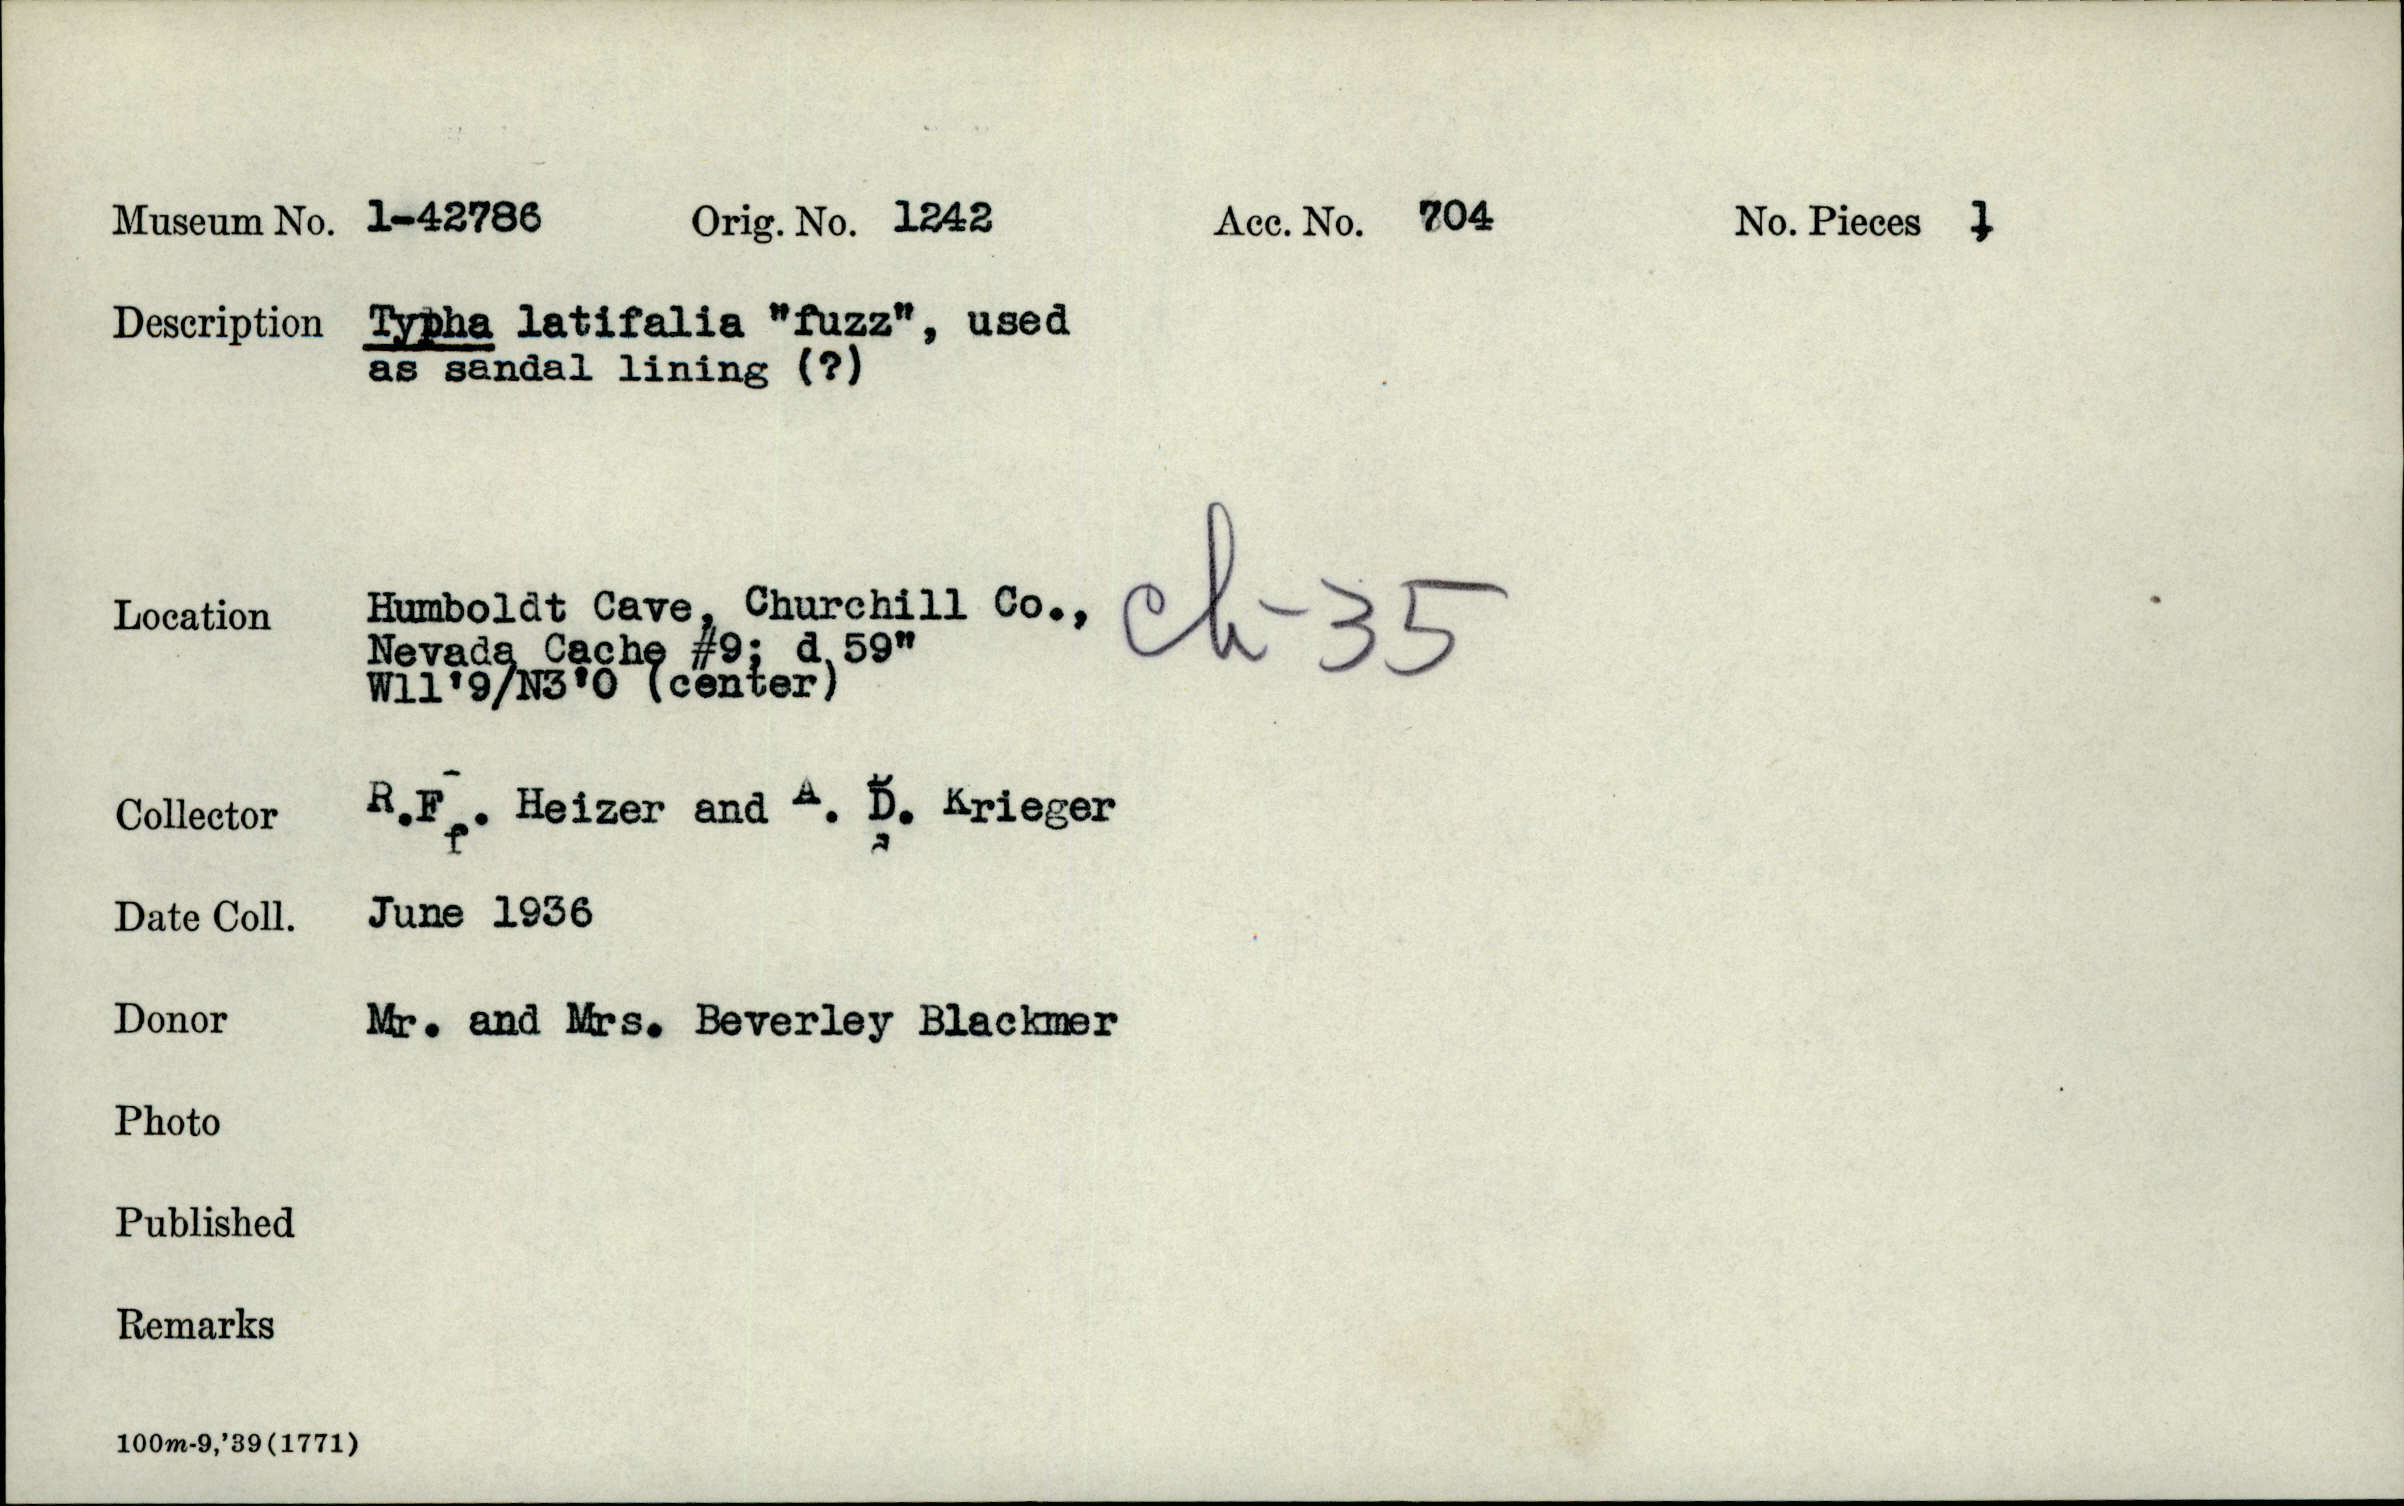 Museum No. 1-42786 Orig. No. 1242 Acc. No. 704 No. Pieces 1
Description Typha latifalia "fuzz", used
as sandal lining (?)
Location Humboldt Cave, Churchill Co.,
Nevada Cache #9; d 59"
W11'9/N3'0 (center)
ch-35
Collector R.F. Heizer and A. D. Krieger
Date Coll. June 1936
Donor Mr. and Mrs. Beverley Blackmer
Photo
Published
Remarks
100m-9,'39(1771)